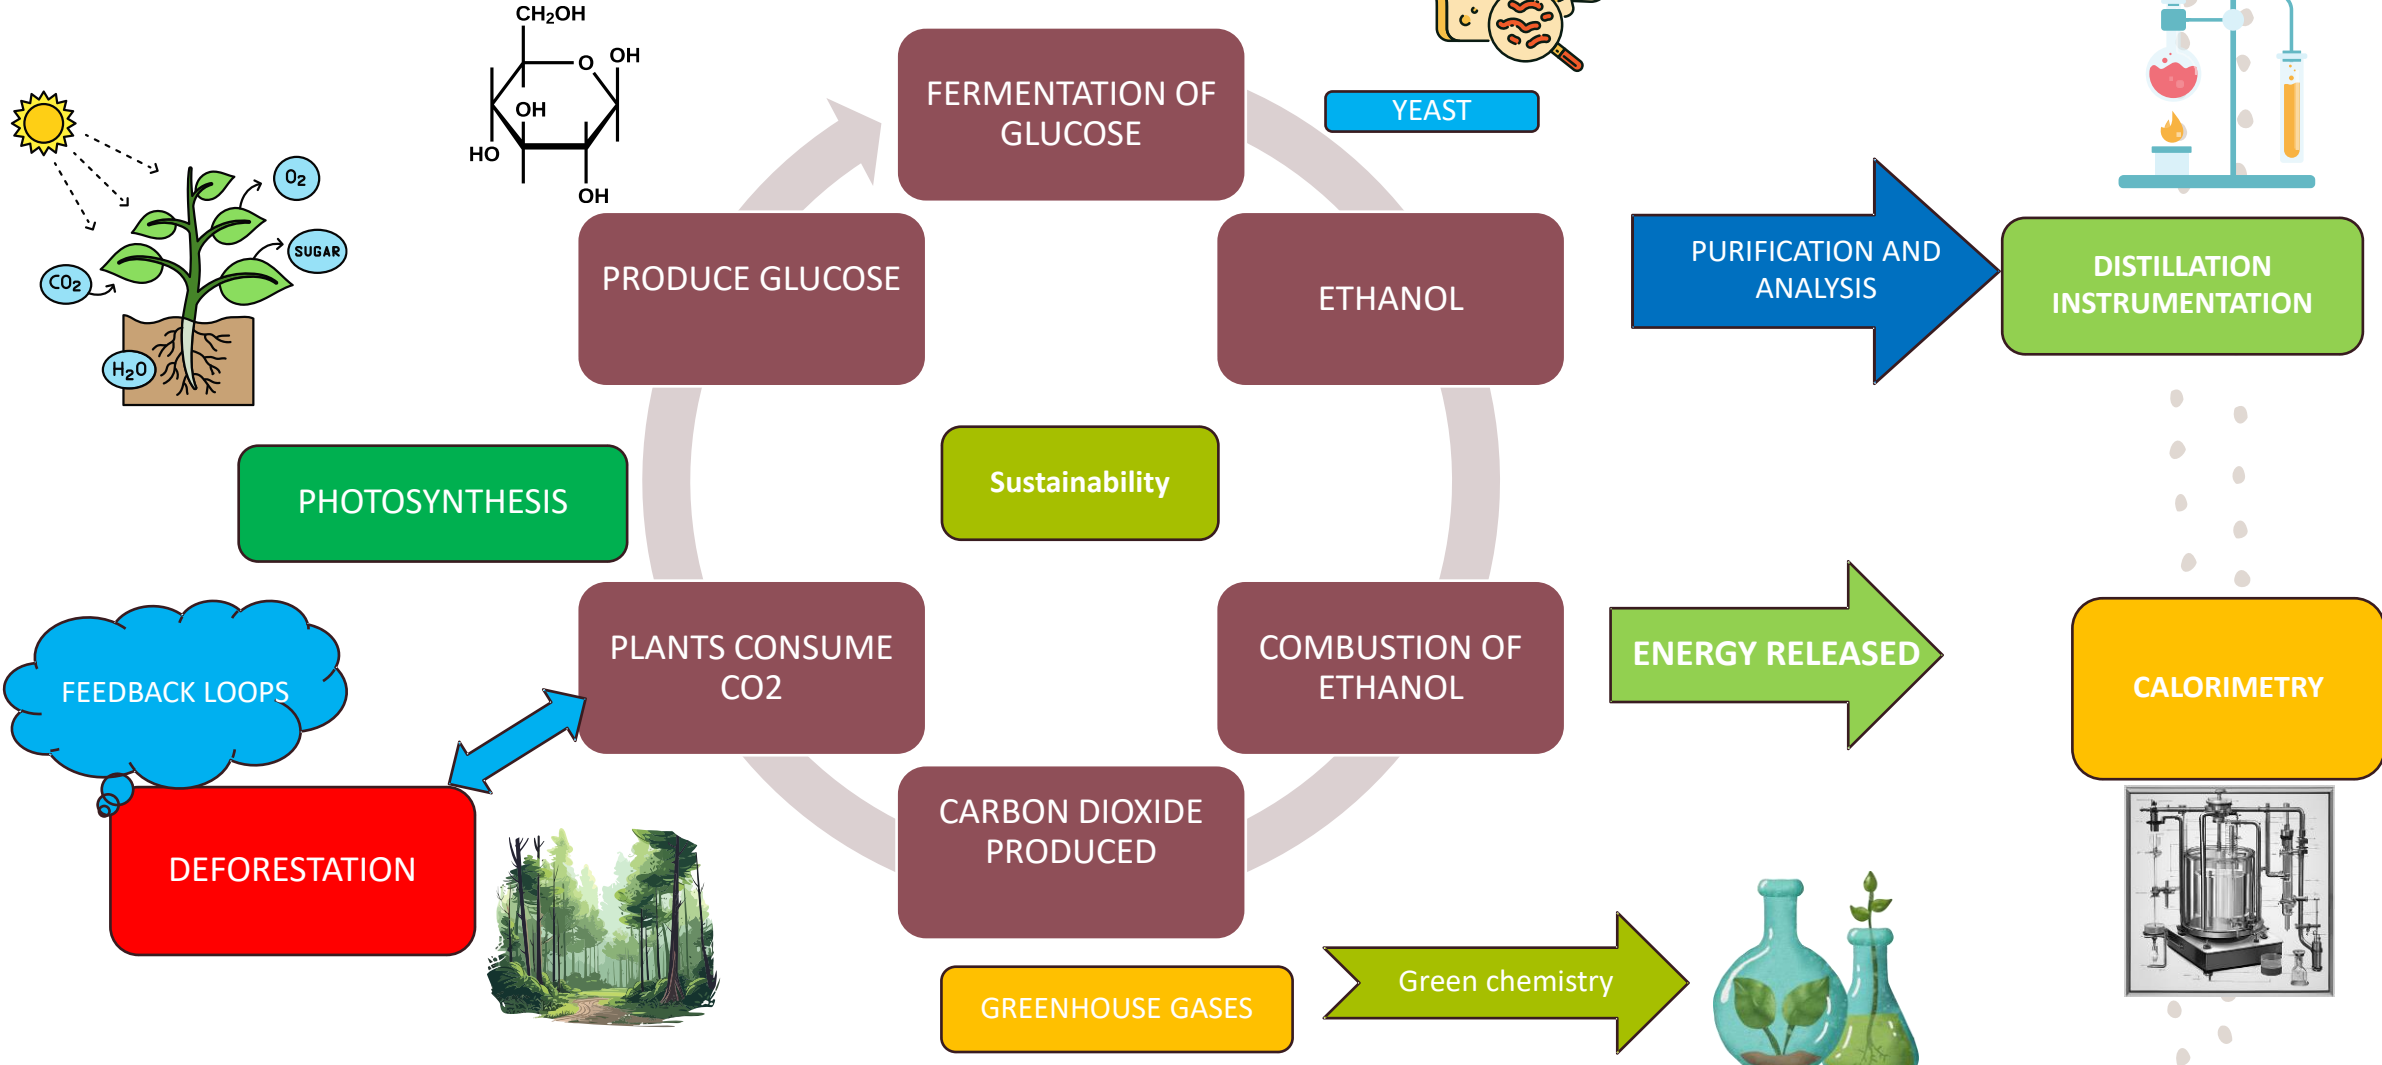 CH₂OH
O
OH
OH
HO
OH
O₂
SUGAR
CO₂
H₂O
FERMENTATION OF
GLUCOSE
YEAST
PRODUCE GLUCOSE
ETHANOL
PURIFICATION AND
ANALYSIS
DISTILLATION
INSTRUMENTATION
PHOTOSYNTHESIS
Sustainability
FEEDBACK LOOPS
PLANTS CONSUME
CO2
COMBUSTION OF
ETHANOL
ENERGY RELEASED
CALORIMETRY
DEFORESTATION
CARBON DIOXIDE
PRODUCED
GREENHOUSE GASES
Green chemistry